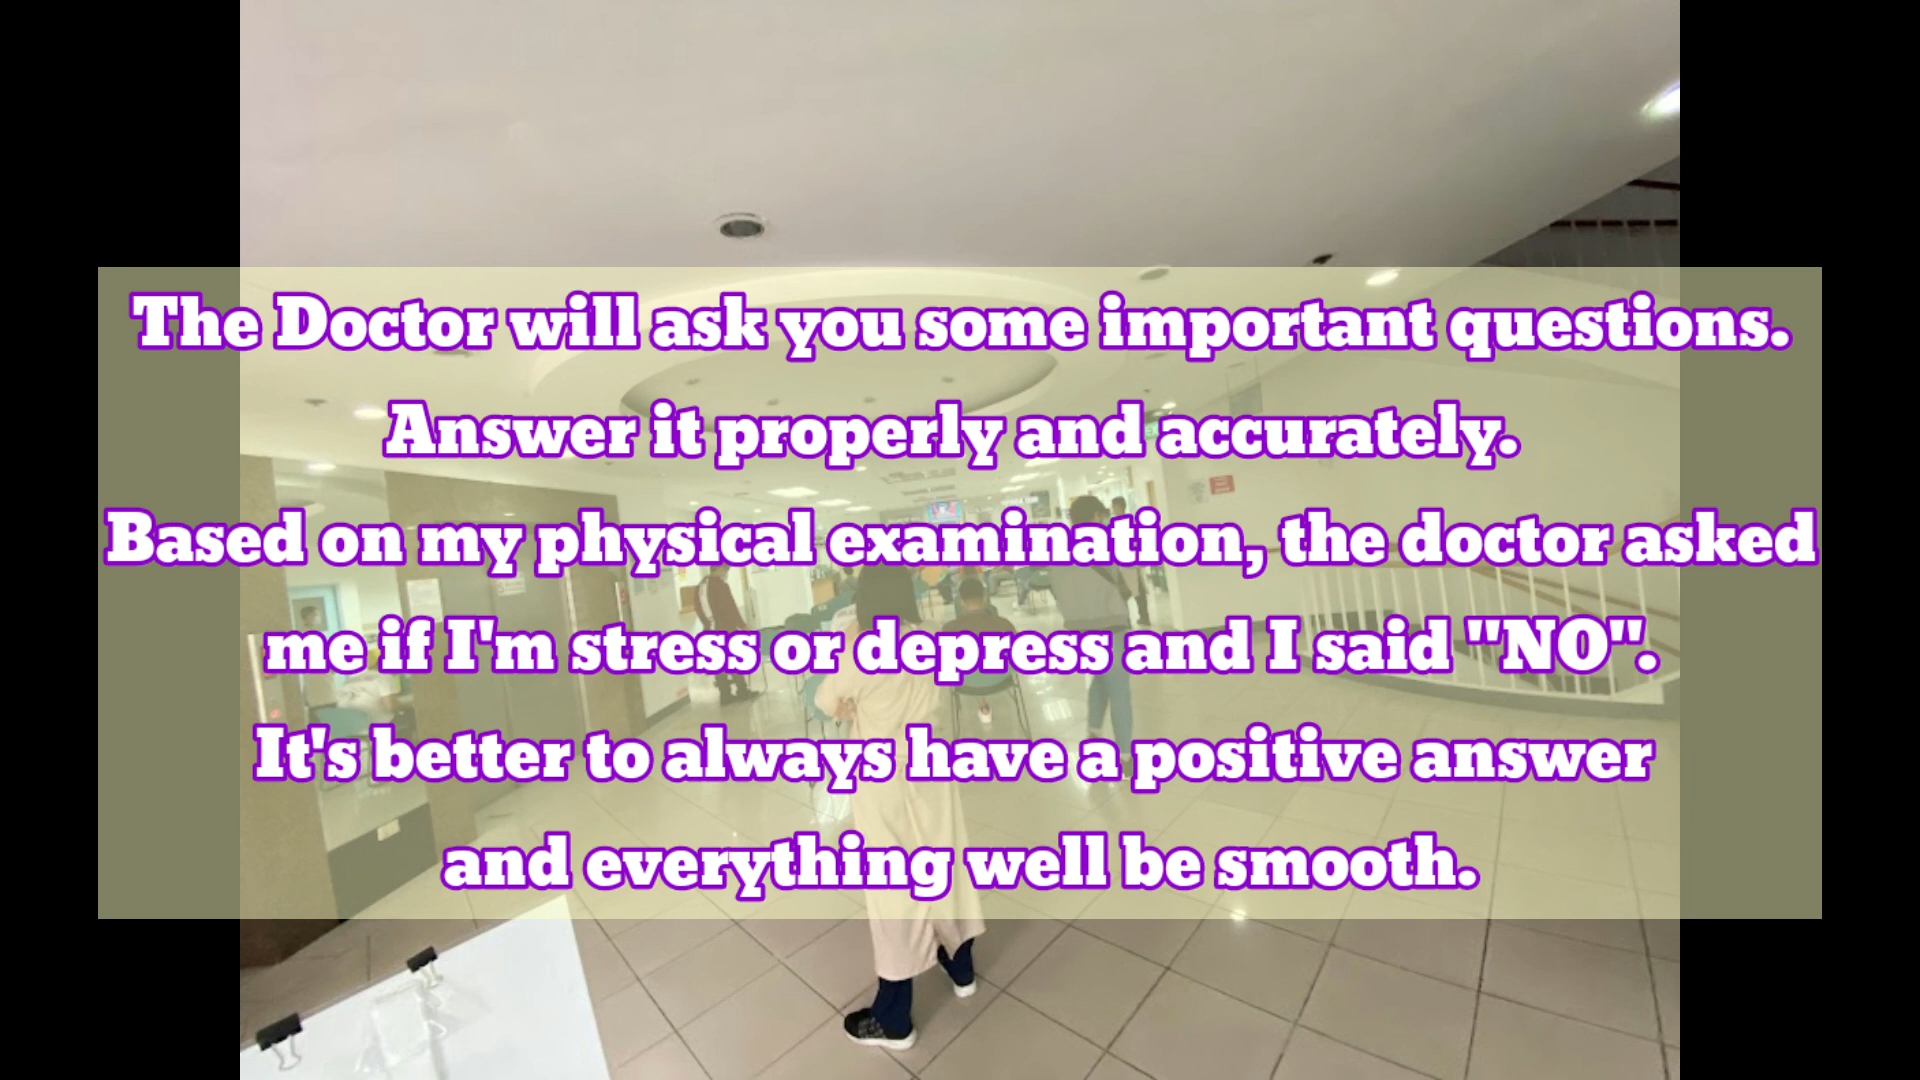 The Doctor will ask you some important questions.
Answer it properly and accurately.
Based on my physical examination, the doctor asked
me if I'm stress or depress and I said "NO".
It's better to always have a positive answer
and everything well be smooth.